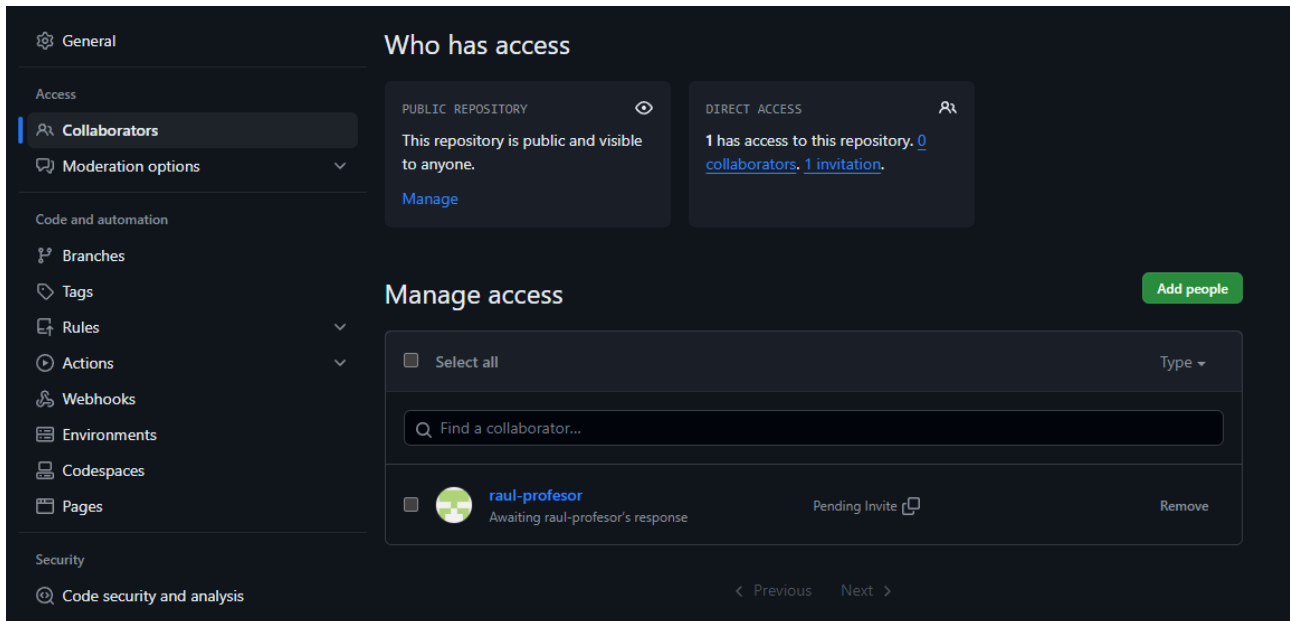 General
Access
Collaborators
Moderation options
Code and automation
Branches
Tags
Rules
Actions
Webhooks
Environments
Codespaces
Pages
Security
Code security and analysis
Who has access
PUBLIC REPOSITORY
This repository is public and visible
to anyone.
Manage
DIRECT ACCESS
1 has access to this repository. 0
collaborators. 1 invitation.
Manage access
Add people
Select all
Type
Find a collaborator...
raul-profesor
Awaiting raul-profesor's response
Pending Invite
Remove
Previous
Next